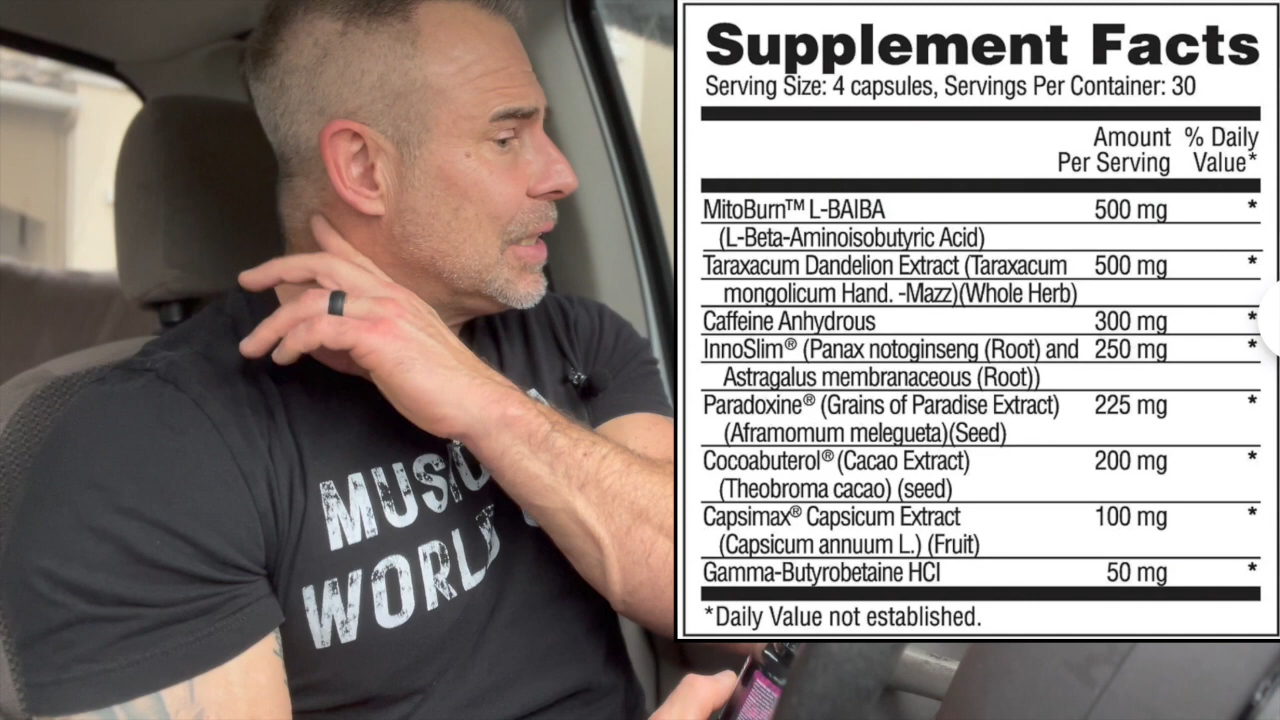 MUSIC
WORLD
Supplement Facts
Serving Size: 4 capsules, Servings Per Container: 30
Amount % Daily
Per Serving Value*
MitoBurn™ L-BAIBA 500 mg *
(L-Beta-Aminoisobutyric Acid)
Taraxacum Dandelion Extract (Taraxacum 500 mg *
mongolicum Hand. -Mazz)(Whole Herb)
Caffeine Anhydrous 300 mg *
InnoSlim® (Panax notoginseng (Root) and 250 mg *
Astragalus membranaceous (Root))
Paradoxine® (Grains of Paradise Extract) 225 mg *
(Aframomum melegueta)(Seed)
Cocoabuterol® (Cacao Extract) 200 mg *
(Theobroma cacao) (seed)
Capsimax® Capsicum Extract 100 mg *
(Capsicum annuum L.) (Fruit)
Gamma-Butyrobetaine HCl 50 mg *
*Daily Value not established.